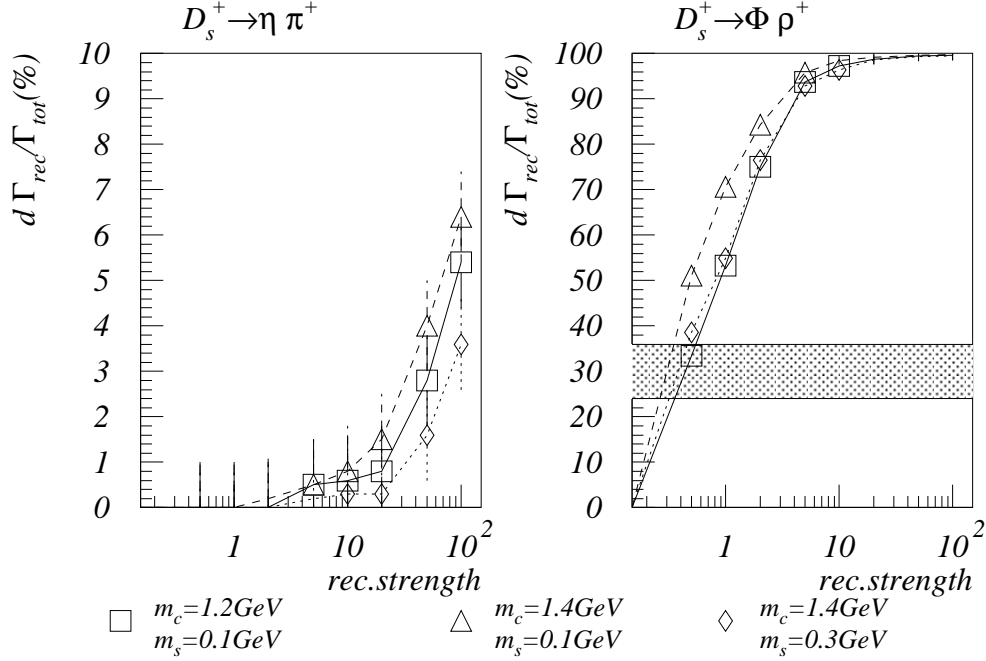 D_s^+→η π^+
D_s^+→Φ ρ^+
d Γ_rec/Γ_tot(%)
10
9
8
7
6
5
4
3
2
1
0
1
10
10^2
rec.strength
d Γ_rec/Γ_tot(%)
100
90
80
70
60
50
40
30
20
10
0
1
10
10^2
rec.strength
m_c=1.2GeV
m_s=0.1GeV
m_c=1.4GeV
m_s=0.1GeV
m_c=1.4GeV
m_s=0.3GeV